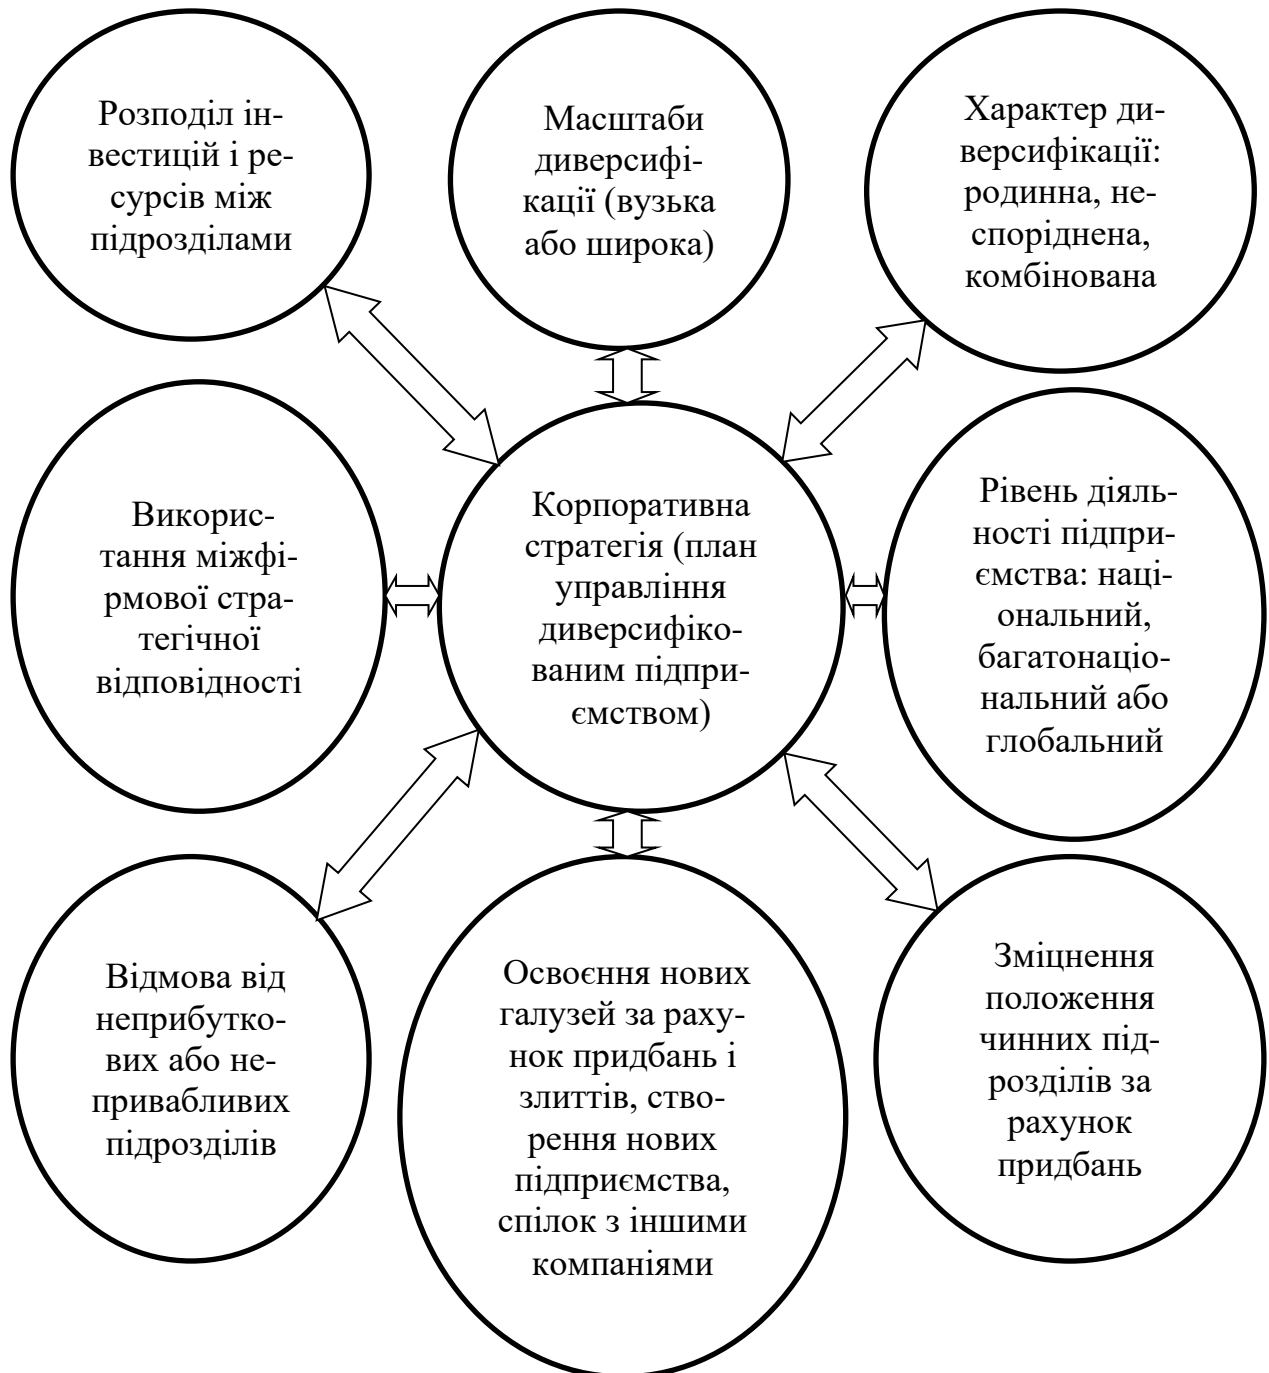 Розподіл ін-
вестицій і ре-
сурсів між
підрозділами
Масштаби
диверсифі-
кації (вузька
або широка)
Характер ди-
версифікації:
родинна, не-
споріднена,
комбінована
Використ-
тання міжфі-
рмової стра-
тегічної
відповідності
Корпоративна
стратегія (план
управління
диверсифіко-
ваним підпри-
ємством)
Рівень діяль-
ності підпри-
ємства: наці-
ональний,
багатонаціо-
нальний або
глобальний
Відмова від
неприбутко-
вих або не-
привабливих
підрозділів
Освоєння нових
галузей за раху-
нок придбань і
злиттів, ство-
рення нових
підприємства,
спілок з іншими
компаніями
Зміцнення
положення
чинних під-
розділів за
рахунок
придбань